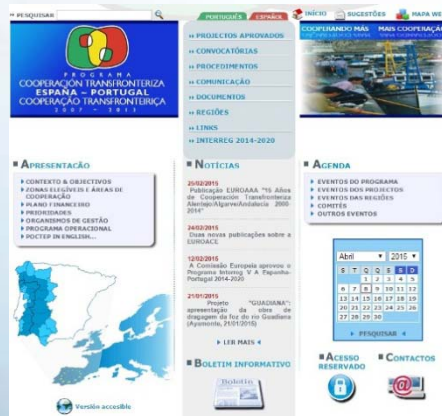 ›› PESQUISAR
PORTUGUÊS ESPAÑOL
INÍCIO
SUGESTÕES
MAPA WE
PROGRAMA
COOPERACIÓN TRANSFRONTERIZA
ESPAÑA – PORTUGAL
COOPERAÇÃO TRANSFRONTEIRIÇA
2007 - 2013
›› PROJECTOS APROVADOS
›› CONVOCATÓRIAS
›› PROCEDIMENTOS
›› COMUNICAÇÃO
›› DOCUMENTOS
›› REGIÕES
›› LINKS
›› INTERREG 2014-2020
COOPERANDO MÁS MAIS COOPERAÇÃ
APRESENTAÇÃO
CONTEXTO & OBJECTIVOS
ZONAS ELEGÍVEIS E ÁREAS DE
COOPERAÇÃO
PLANO FINANCEIRO
PRIORIDADES
ORGANISMOS DE GESTÃO
PROGRAMA OPERACIONAL
POCTEP IN ENGLISH...
Versión accesible
NOTÍCIAS
25/02/2015
Publicação EUROAAA "15 Años
de Cooperación Transfronteriza
Alentejo/Algarve/Andalucía 2000-
2014"
24/02/2015
Duas novas publicações sobre a
EUROACE
12/02/2015
A Comissão Europeia aprovou o
Programa Interreg V A Espanha-
Portugal 2014-2020
21/01/2015
Projeto "GUADIANA":
apresentação da obra de
dragagem da foz do rio Guadiana
(Ayamonte, 21/01/2015)
LER MAIS
BOLETIM INFORMATIVO
Boletín
AGENDA
EVENTOS DO PROGRAMA
EVENTOS DOS PROJECTOS
EVENTOS DAS REGIÕES
COMITÉS
OUTROS EVENTOS
Abril 2015
S T Q Q S S D
1 2 3 4 5
6 7 8 9 10 11 12
13 14 15 16 17 18 19
20 21 22 23 24 25 26
27 28 29 30
PESQUISAR
ACESSO
RESERVADO
CONTACTOS